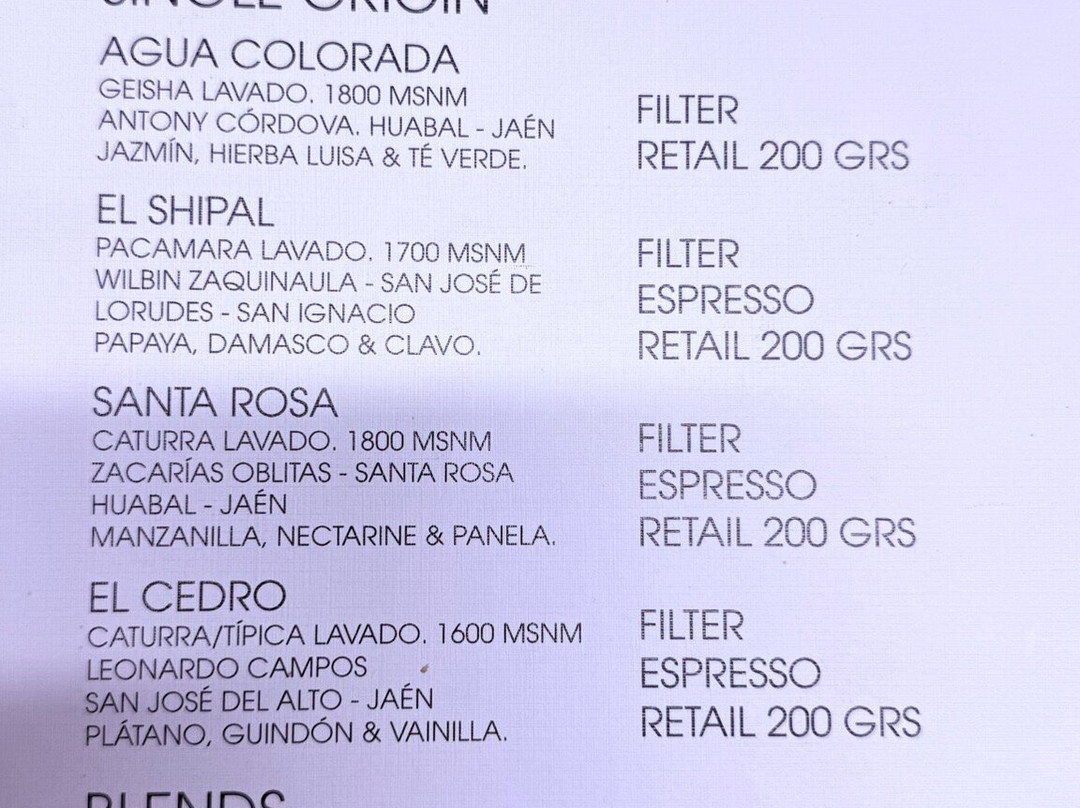 SINGLE ORIGIN
AGUA COLORADA
GEISHA LAVADO. 1800 MSNM
ANTONY CÓRDOVA. HUABAL - JAÉN
JAZMÍN, HIERBA LUISA & TÉ VERDE.
FILTER
RETAIL 200 GRS
EL SHIPAL
PACAMARA LAVADO. 1700 MSNM
WILBIN ZAQUINAULA - SAN JOSÉ DE
LORUDES - SAN IGNACIO
PAPAYA, DAMASCO & CLAVO.
FILTER
ESPRESSO
RETAIL 200 GRS
SANTA ROSA
CATURRA LAVADO. 1800 MSNM
ZACARÍAS OBLITAS - SANTA ROSA
HUABAL - JAÉN
MANZANILLA, NECTARINE & PANELA.
FILTER
ESPRESSO
RETAIL 200 GRS
EL CEDRO
CATURRA/TÍPICA LAVADO. 1600 MSNM
LEONARDO CAMPOS
SAN JOSÉ DEL ALTO - JAÉN
PLÁTANO, GUINDÓN & VAINILLA.
FILTER
ESPRESSO
RETAIL 200 GRS
BLENDS